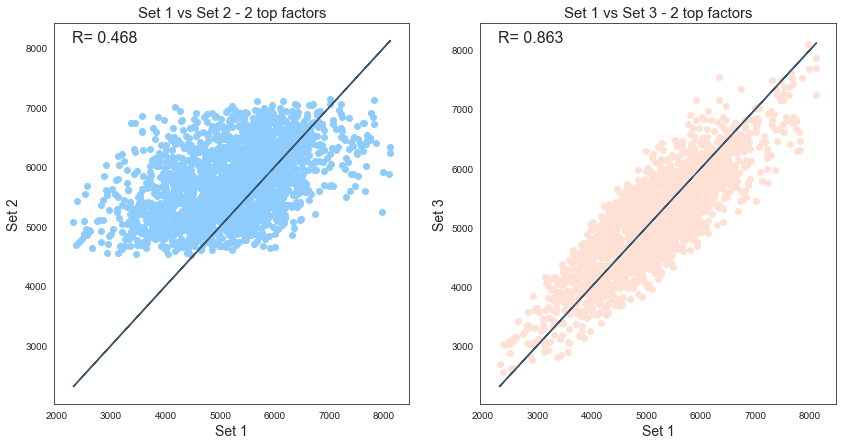 Set 1 vs Set 2 - 2 top factors
R= 0.468
8000
7000
6000
5000
4000
3000
Set 2
2000 3000 4000 5000 6000 7000 8000
Set 1
Set 1 vs Set 3 - 2 top factors
R= 0.863
8000
7000
6000
5000
4000
3000
Set 3
2000 3000 4000 5000 6000 7000 8000
Set 1